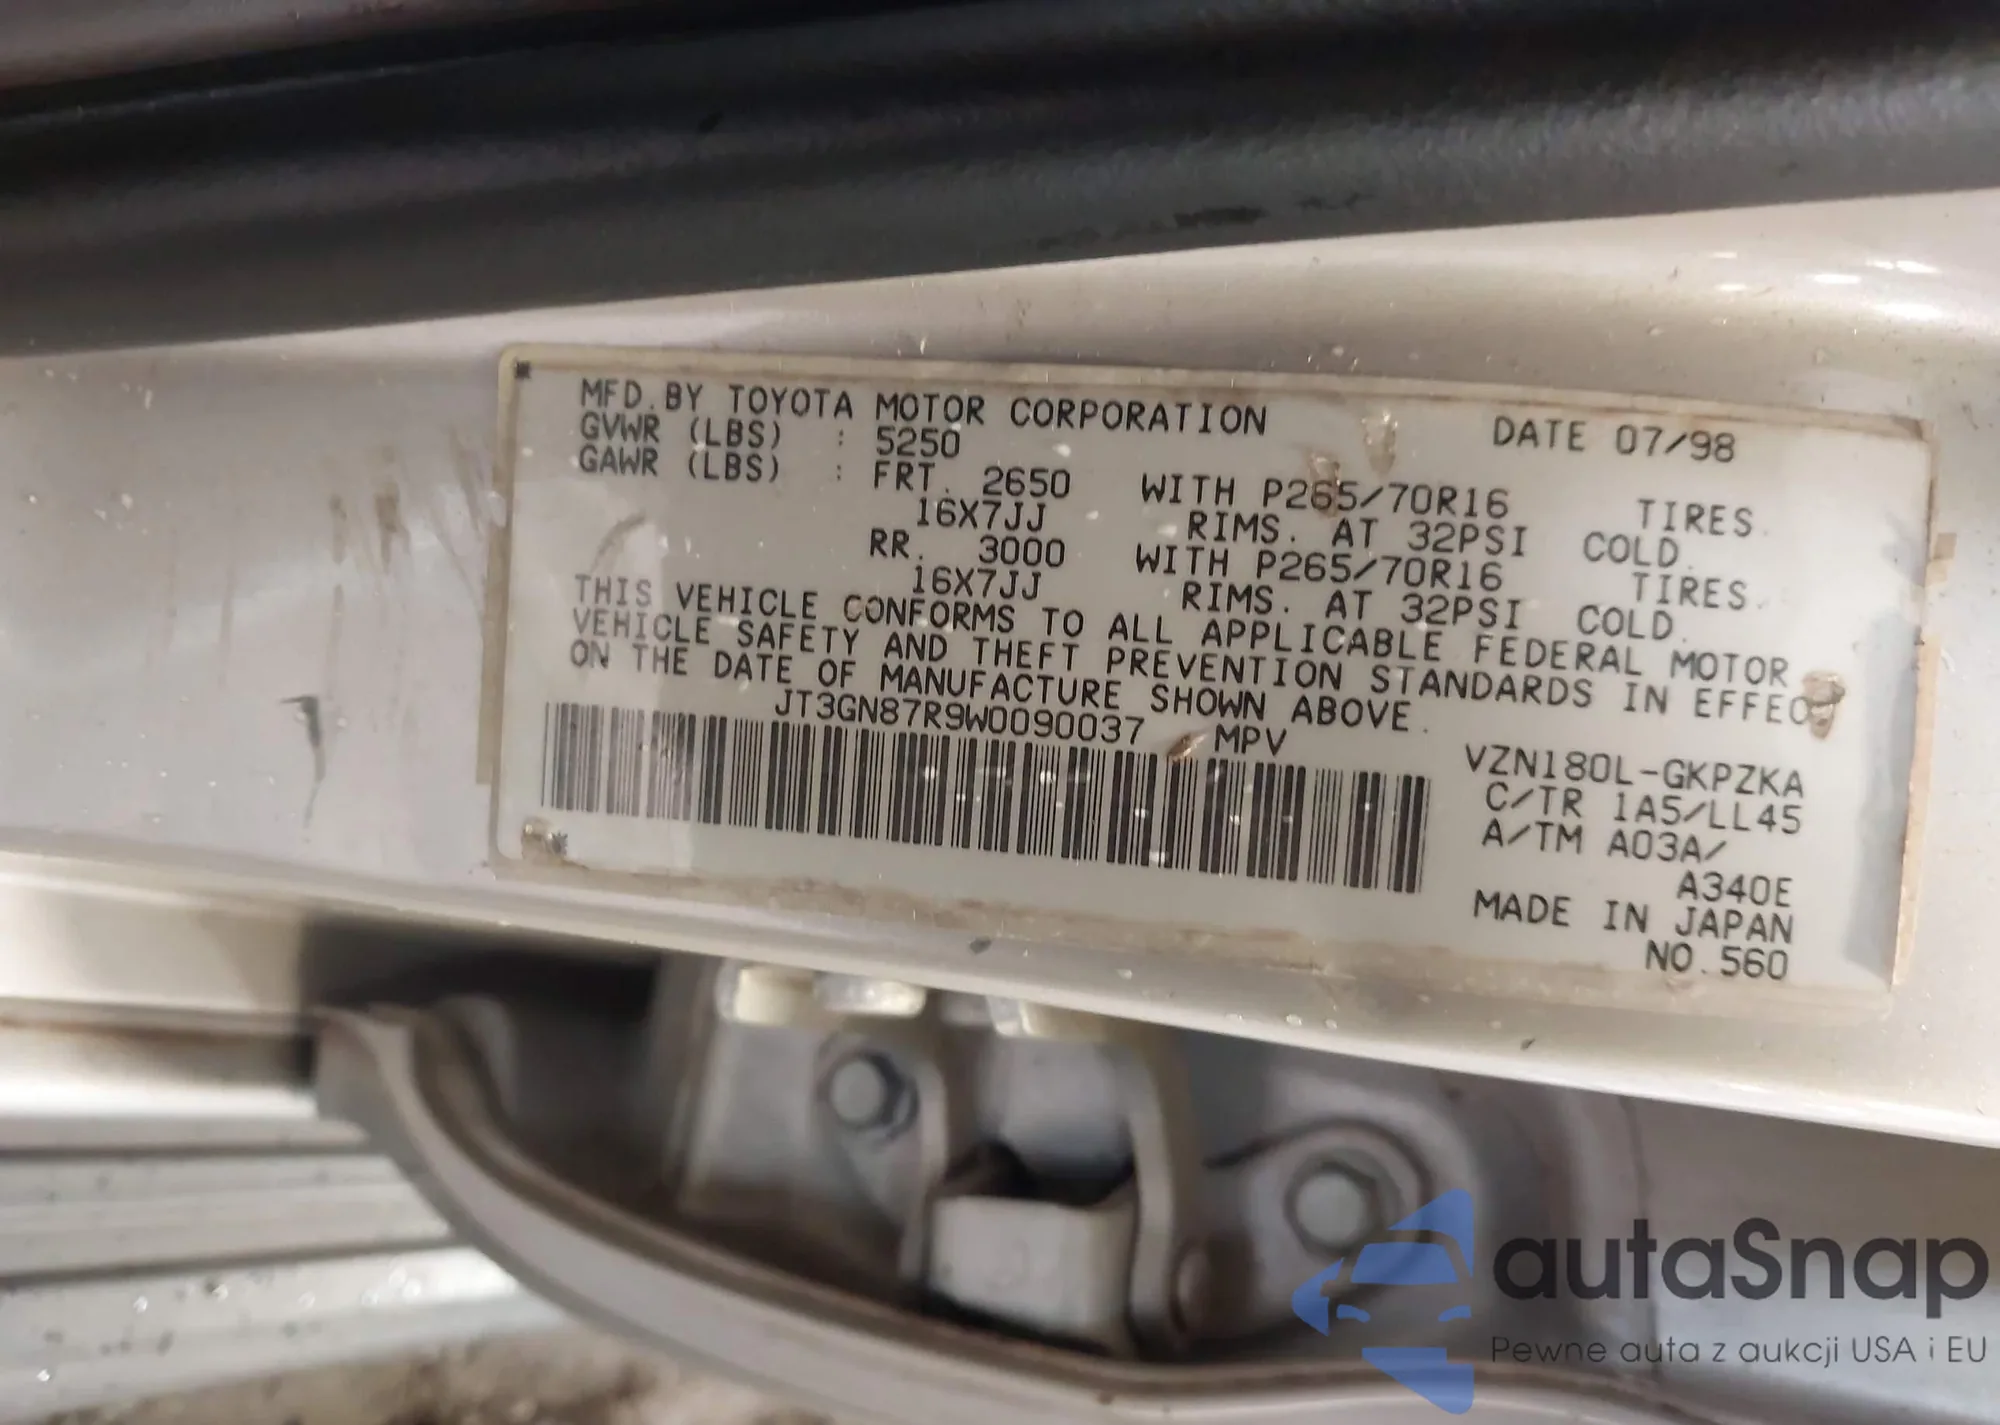 MFD. BY TOYOTA MOTOR CORPORATION DATE 07/98
GVWR (LBS) : 5250
GAWR (LBS) : FRT. 2650 WITH P265/70R16 TIRES.
16X7JJ RIMS. AT 32PSI COLD.
RR. 3000 WITH P265/70R16 TIRES.
16X7JJ RIMS. AT 32PSI COLD.
THIS VEHICLE CONFORMS TO ALL APPLICABLE FEDERAL MOTOR
VEHICLE SAFETY AND THEFT PREVENTION STANDARDS IN EFFEC
ON THE DATE OF MANUFACTURE SHOWN ABOVE.
JT3GN87R9W0090037 MPV
VZN180L-GKPZKA
C/TR 1A5/LL45
A/TM A03A/
A340E
MADE IN JAPAN
NO.560
autaSnap
Pewne auta z aukcji USA i EU